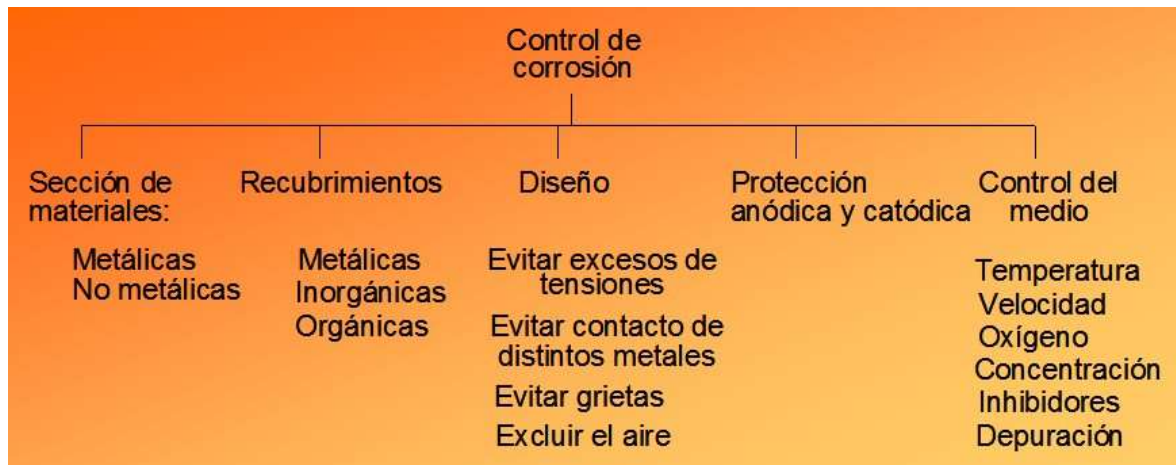 Control de
corrosión
Sección de
materiales:
Metálicas
No metálicas
Recubrimientos
Metálicas
Inorgánicas
Orgánicas
Diseño
Evitar excesos de
tensiones
Evitar contacto de
distintos metales
Evitar grietas
Excluir el aire
Protección
anódica y catódica
Control del
medio
Temperatura
Velocidad
Oxígeno
Concentración
Inhibidores
Depuración